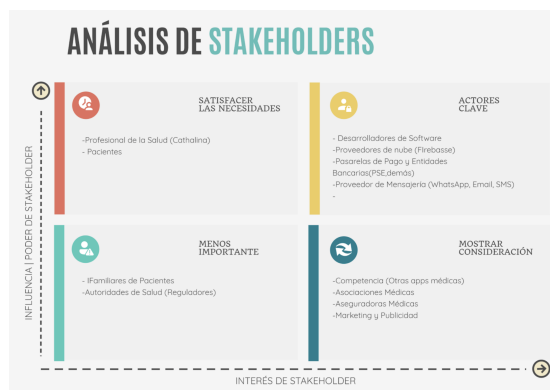 ANÁLISIS DE STAKEHOLDERS
INFLUENCIA | PODER DE STAKEHOLDER
SATISFACER
LAS NECESIDADES
-Profesional de la Salud (Cathalina)
- Pacientes
ACTORES
CLAVE
- Desarrolladores de Software
-Proveedores de nube (FIrebasse)
-Pasarelas de Pago y Entidades
Bancarias(PSE,demás)
-Proveedor de Mensajería (WhatsApp, Email, SMS)
-
MENOS
IMPORTANTE
- IFamiliares de Pacientes
-Autoridades de Salud (Reguladores)
MOSTRAR
CONSIDERACIÓN
-Competencia (Otras apps médicas)
-Asociaciones Médicas
-Aseguradoras Médicas
-Marketing y Publicidad
INTERÉS DE STAKEHOLDER